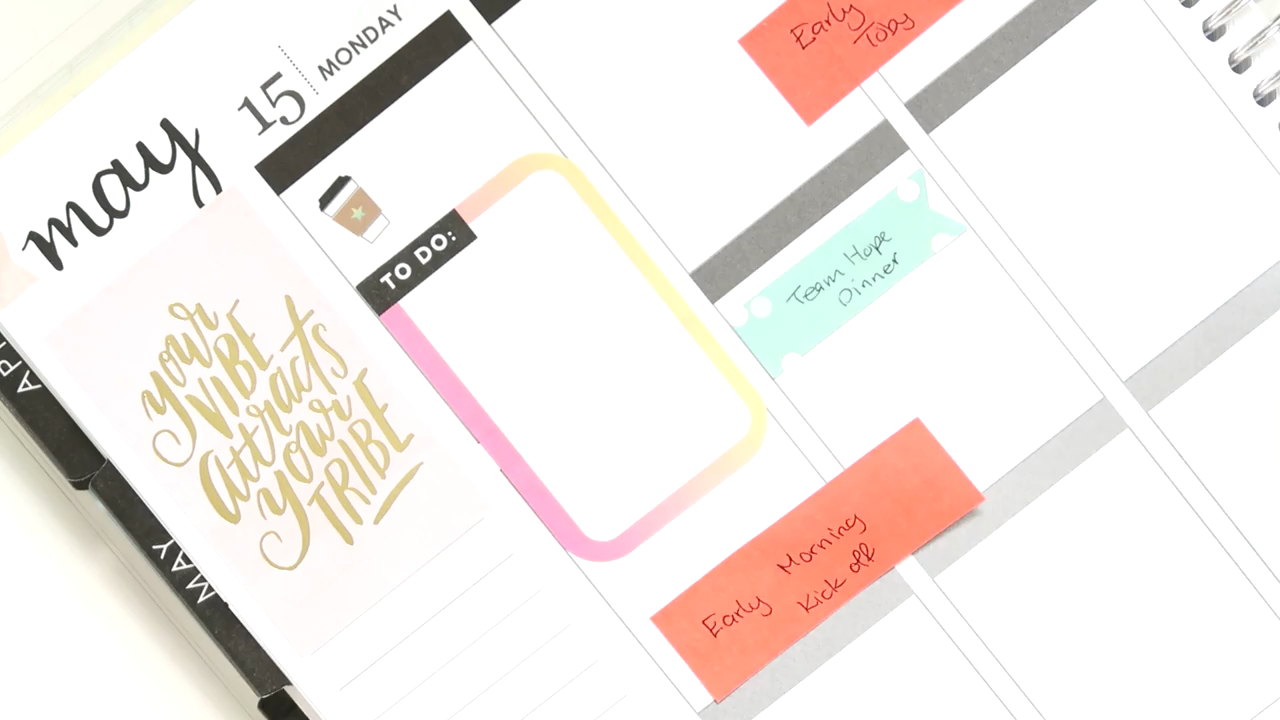 may
15
MONDAY
TO DO:
your
VIBE
attracts
your
TRIBE
Early
Toby
Team Hope
Dinner
Early Morning
Kick off
APR
MAY